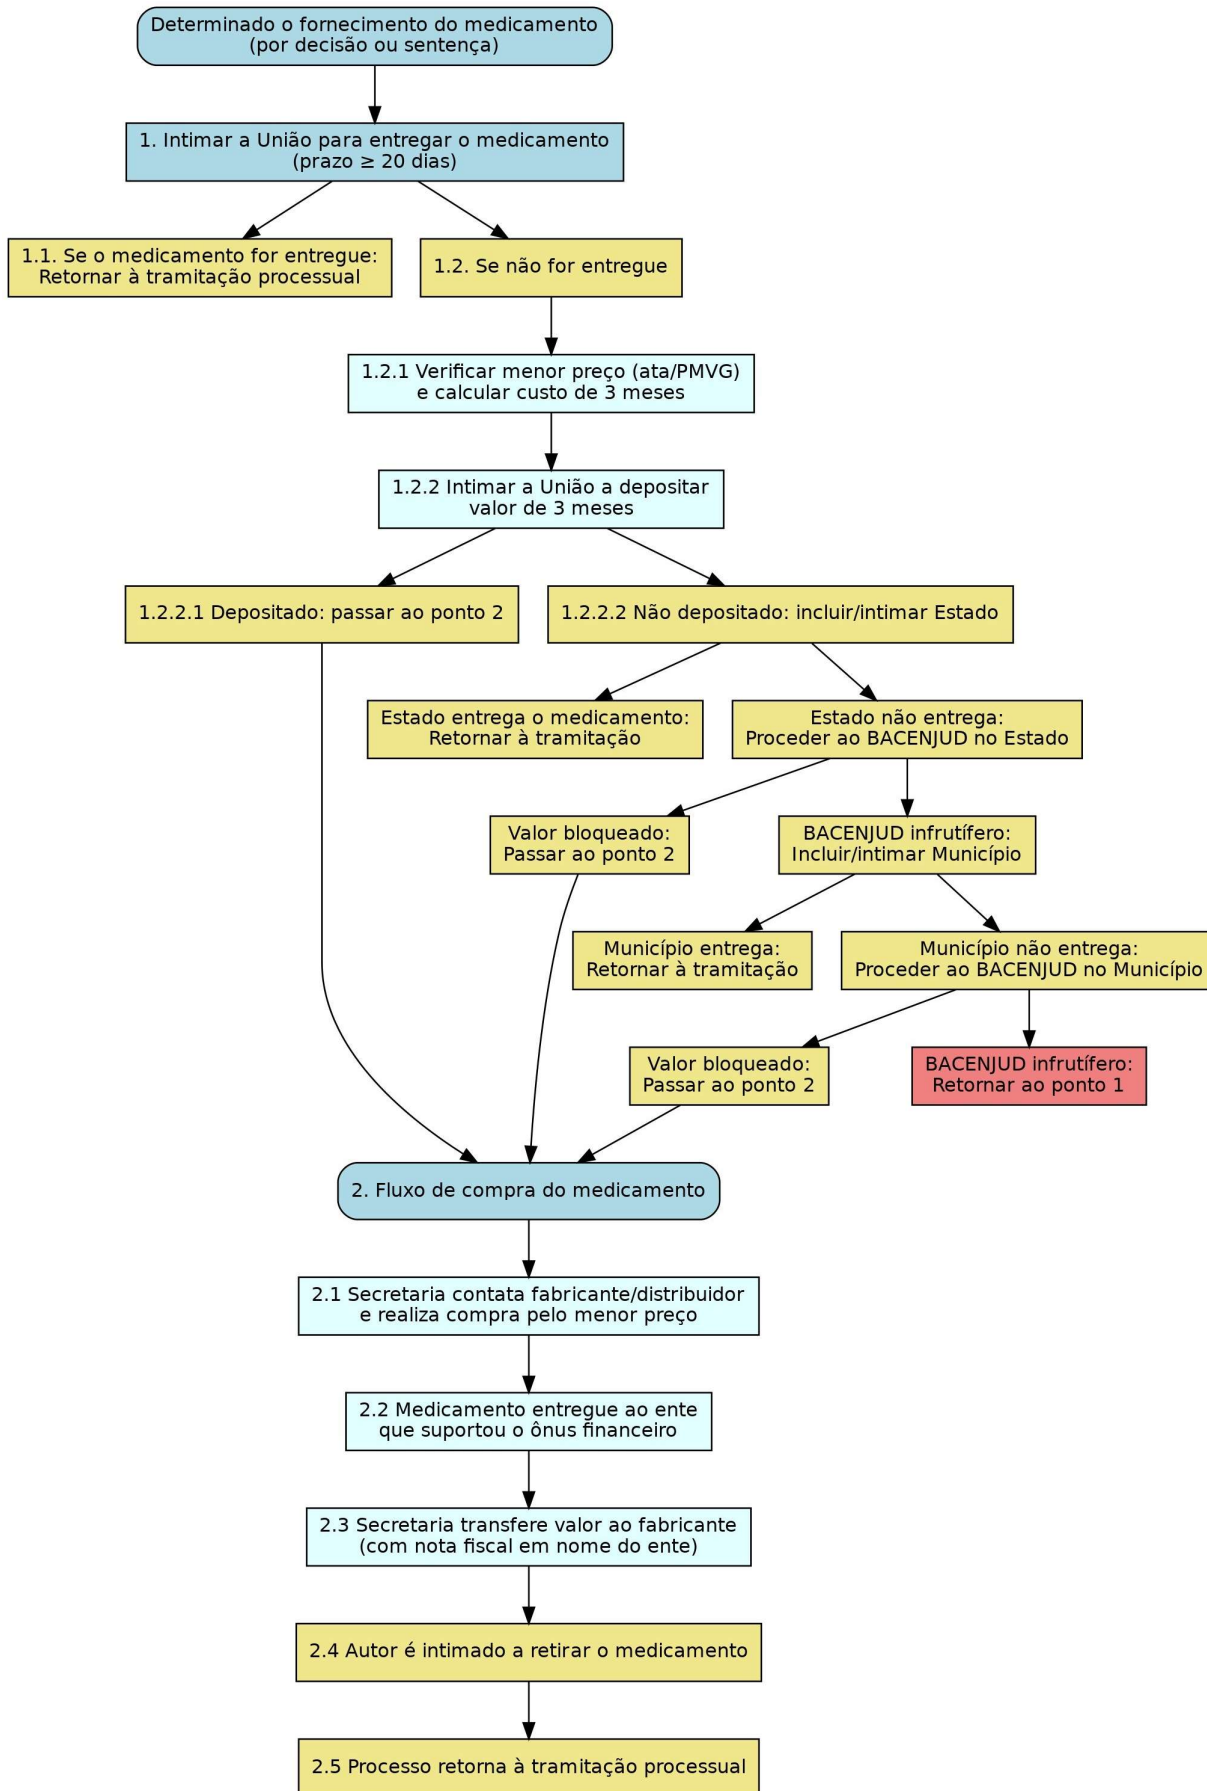 Determinado o fornecimento do medicamento
(por decisão ou sentença)
1. Intimar a União para entregar o medicamento
(prazo ≥ 20 dias)
1.1. Se o medicamento for entregue:
Retornar à tramitação processual
1.2. Se não for entregue
1.2.1 Verificar menor preço (ata/PMVG)
e calcular custo de 3 meses
1.2.2 Intimar a União a depositar
valor de 3 meses
1.2.2.1 Depositado: passar ao ponto 2
1.2.2.2 Não depositado: incluir/intimar Estado
Estado entrega o medicamento:
Retornar à tramitação
Estado não entrega:
Proceder ao BACENJUD no Estado
Valor bloqueado:
Passar ao ponto 2
BACENJUD infrutífero:
Incluir/intimar Município
Município entrega:
Retornar à tramitação
Município não entrega:
Proceder ao BACENJUD no Município
Valor bloqueado:
Passar ao ponto 2
BACENJUD infrutífero:
Retornar ao ponto 1
2. Fluxo de compra do medicamento
2.1 Secretaria contata fabricante/distribuidor
e realiza compra pelo menor preço
2.2 Medicamento entregue ao ente
que suportou o ônus financeiro
2.3 Secretaria transfere valor ao fabricante
(com nota fiscal em nome do ente)
2.4 Autor é intimado a retirar o medicamento
2.5 Processo retorna à tramitação processual